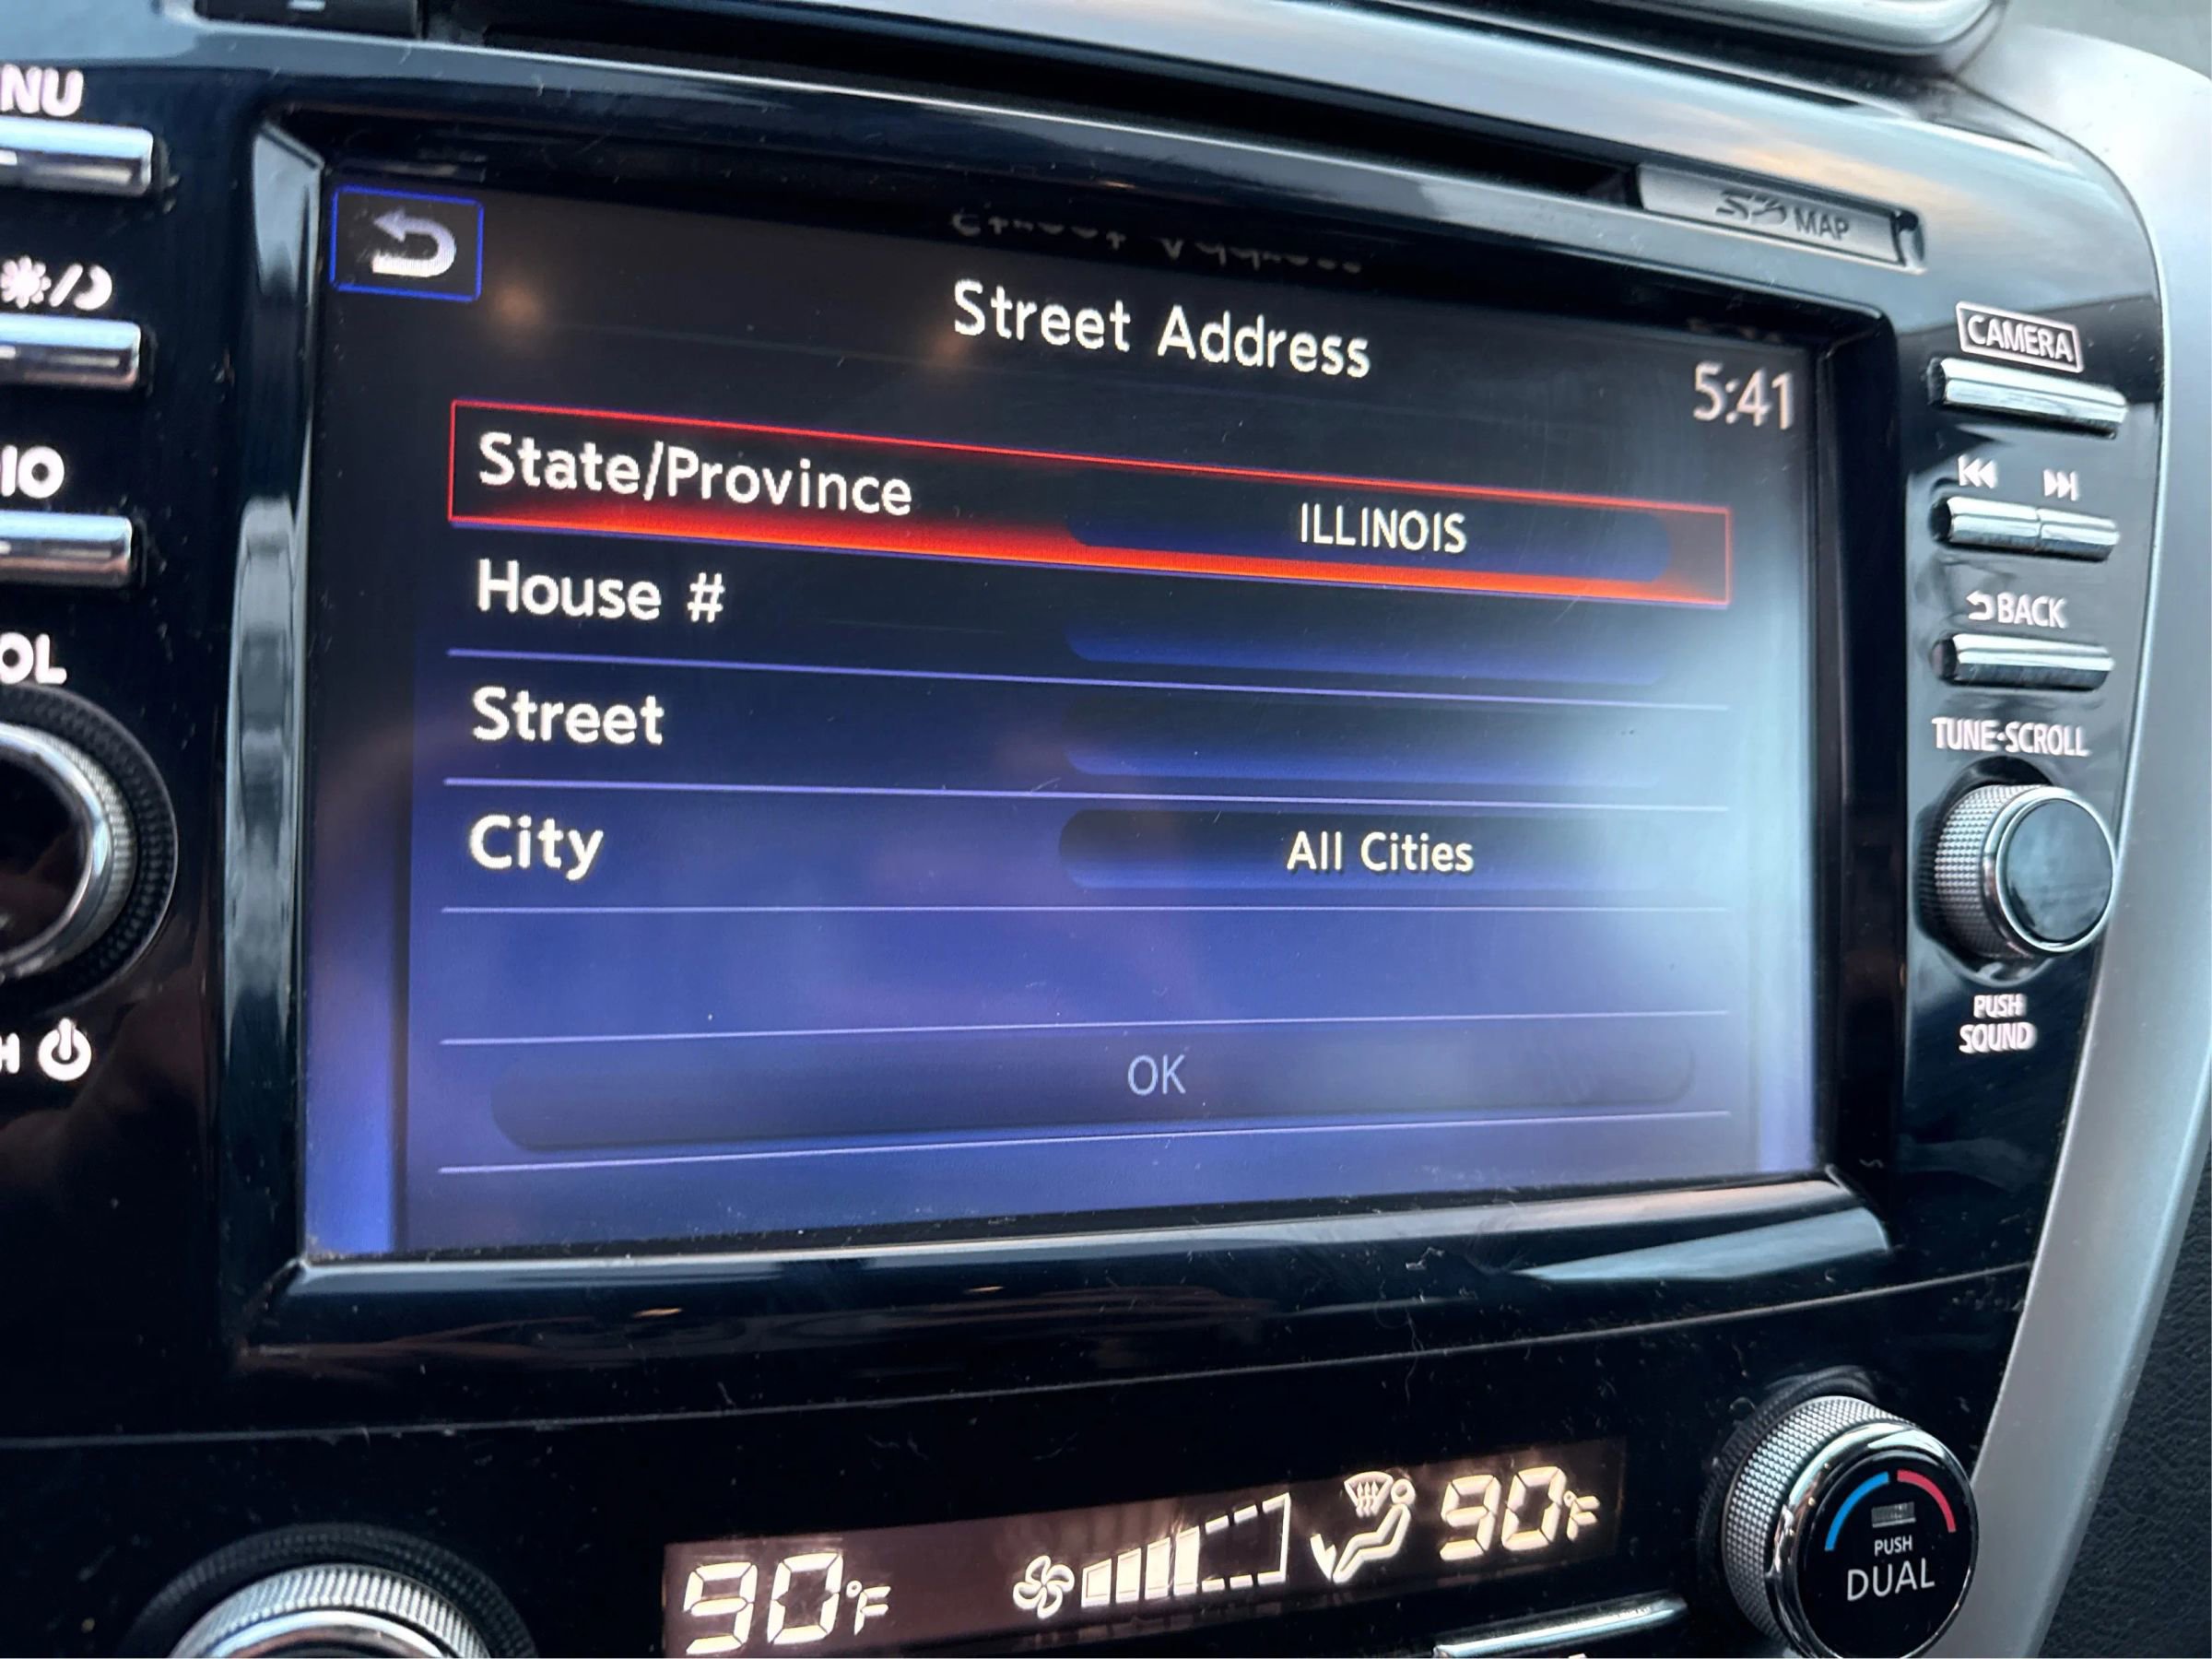 NU
MAP
CAMERA
Street Address
5:41
State/Province
ILLINOIS
IO
House #
BACK
OL
Street
TUNE·SCROLL
City
All Cities
PUSH
SOUND
H
OK
90°F
90°F
PUSH
DUAL